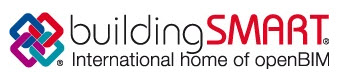 buildingSMART®
® International home of openBIM